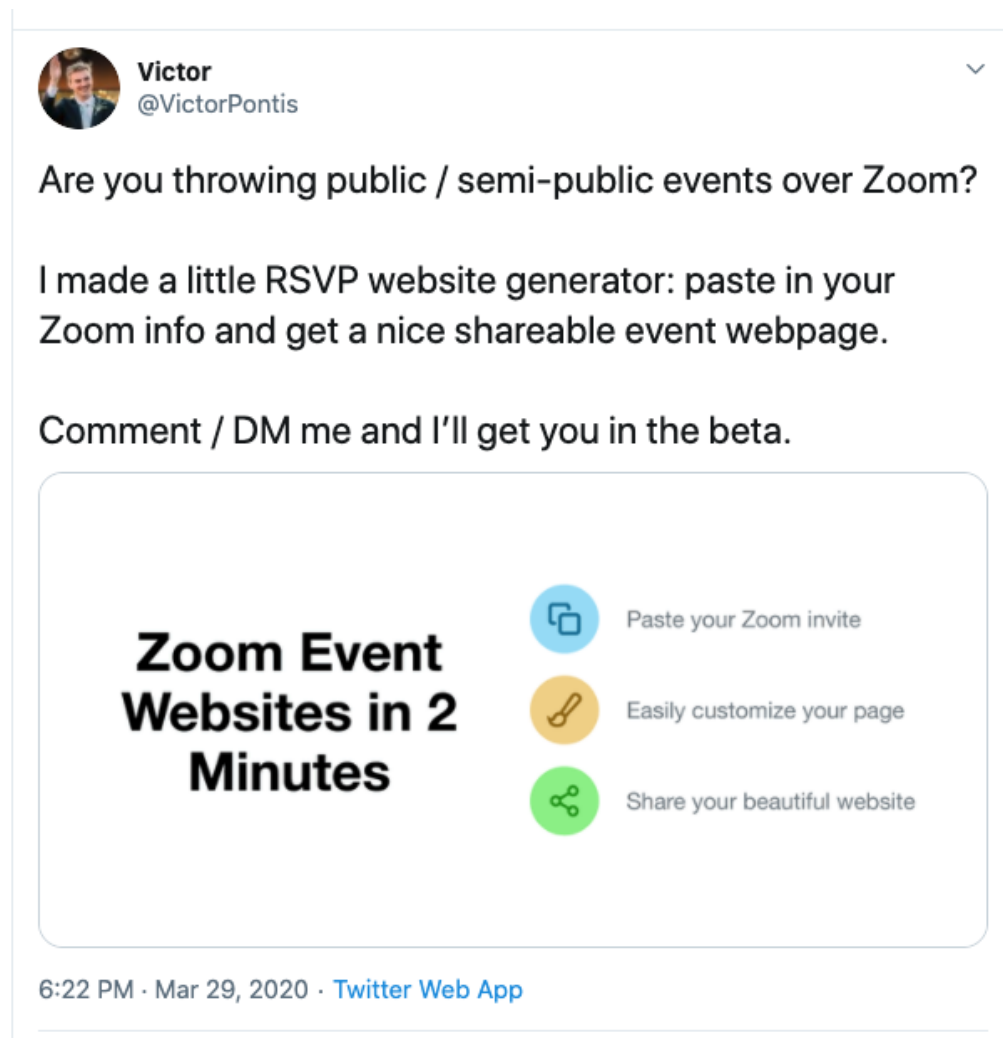 Victor
@VictorPontis
Are you throwing public / semi-public events over Zoom?
I made a little RSVP website generator: paste in your
Zoom info and get a nice shareable event webpage.
Comment / DM me and I’ll get you in the beta.
Zoom Event
Websites in 2
Minutes
Paste your Zoom invite
Easily customize your page
Share your beautiful website
6:22 PM · Mar 29, 2020 · Twitter Web App